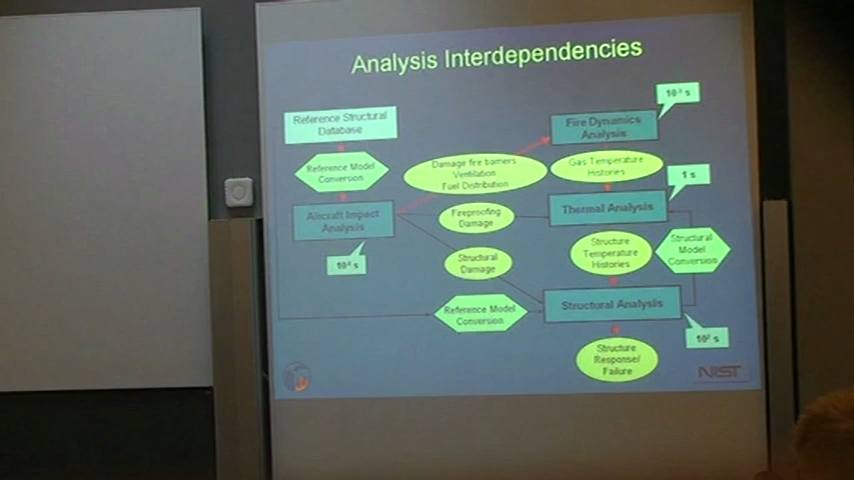 Analysis Interdependencies
Reference Structural
Database
Reference Model
Conversion
Aircraft Impact
Analysis
Damage fire barriers
Ventilation
Fuel Distribution
Fireproofing
Damage
Structural
Damage
Reference Model
Conversion
Fire Dynamics
Analysis
Gas Temperature
Histories
1 s
Thermal Analysis
Structure
Temperature
Histories
Structural
Model
Conversion
Structural Analysis
10² s
Structure
Response/
Failure
NIST